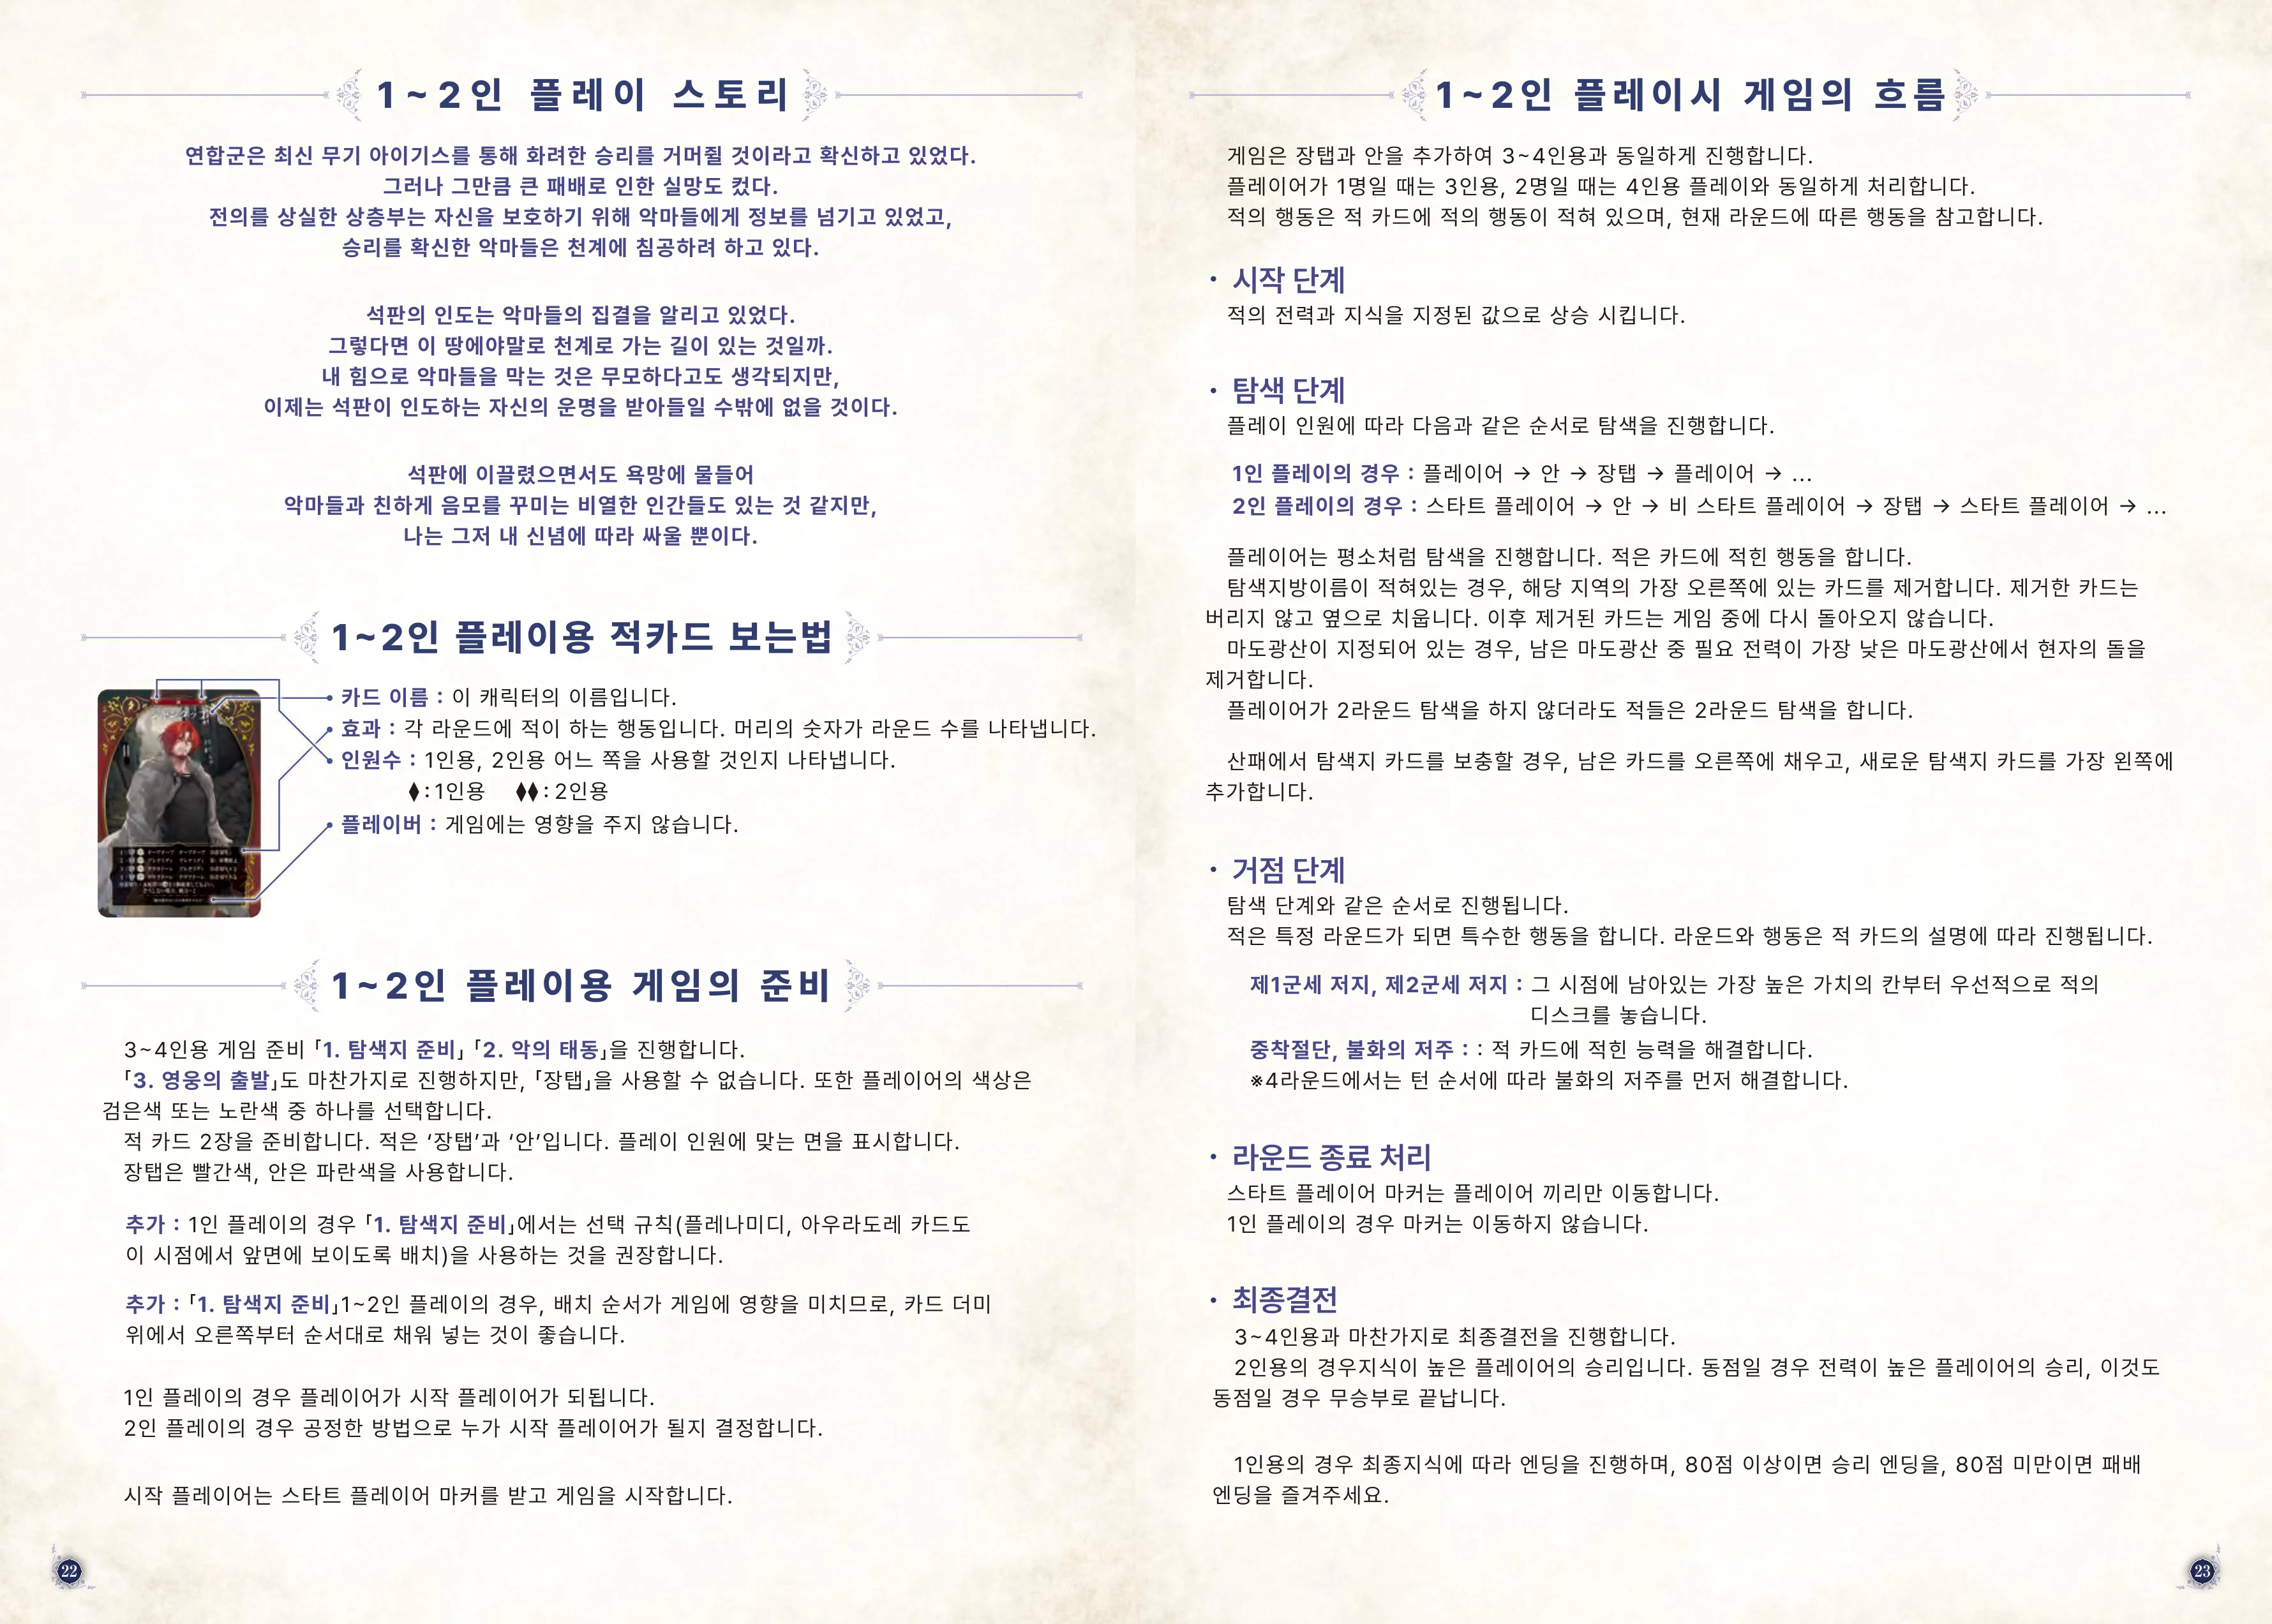 1~2인 플레이 스토리
연합군은 최신 무기 아이기스를 통해 화려한 승리를 거머쥘 것이라고 확신하고 있었다.
그러나 그만큼 큰 패배로 인한 실망도 컸다.
전의를 상실한 상층부는 자신을 보호하기 위해 악마들에게 정보를 넘기고 있었고,
승리를 확신한 악마들은 천계에 침공하려 하고 있다.
석판의 인도는 악마들의 집결을 알리고 있었다.
그렇다면 이 땅에야말로 천계로 가는 길이 있는 것일까.
내 힘으로 악마들을 막는 것은 무모하다고도 생각되지만,
이제는 석판이 인도하는 자신의 운명을 받아들일 수밖에 없을 것이다.
석판에 이끌렸으면서도 욕망에 물들어
악마들과 친하게 음모를 꾸미는 비열한 인간들도 있는 것 같지만,
나는 그저 내 신념에 따라 싸울 뿐이다.
1~2인 플레이용 적카드 보는법
카드 이름 : 이 캐릭터의 이름입니다.
효과 : 각 라운드에 적이 하는 행동입니다. 머리의 숫자가 라운드 수를 나타냅니다.
인원수 : 1인용, 2인용 어느 쪽을 사용할 것인지 나타냅니다.
♦ : 1인용 ♦♦ : 2인용
플레이버 : 게임에는 영향을 주지 않습니다.
1~2인 플레이용 게임의 준비
3~4인용 게임 준비 「1. 탐색지 준비」 「2. 악의 태동」을 진행합니다.
「3. 영웅의 출발」도 마찬가지로 진행하지만, 「장탭」을 사용할 수 없습니다. 또한 플레이어의 색상은
검은색 또는 노란색 중 하나를 선택합니다.
적 카드 2장을 준비합니다. 적은 ‘장탭’과 ‘안’입니다. 플레이 인원에 맞는 면을 표시합니다.
장탭은 빨간색, 안은 파란색을 사용합니다.
추가 : 1인 플레이의 경우 「1. 탐색지 준비」에서는 선택 규칙(플레나미디, 아우라도레 카드도
이 시점에서 앞면에 보이도록 배치)을 사용하는 것을 권장합니다.
추가 : 「1. 탐색지 준비」1~2인 플레이의 경우, 배치 순서가 게임에 영향을 미치므로, 카드 더미
위에서 오른쪽부터 순서대로 채워 넣는 것이 좋습니다.
1인 플레이의 경우 플레이어가 시작 플레이어가 되됩니다.
2인 플레이의 경우 공정한 방법으로 누가 시작 플레이어가 될지 결정합니다.
시작 플레이어는 스타트 플레이어 마커를 받고 게임을 시작합니다.
22
1~2인 플레이시 게임의 흐름
게임은 장탭과 안을 추가하여 3~4인용과 동일하게 진행합니다.
플레이어가 1명일 때는 3인용, 2명일 때는 4인용 플레이와 동일하게 처리합니다.
적의 행동은 적 카드에 적의 행동이 적혀 있으며, 현재 라운드에 따른 행동을 참고합니다.
· 시작 단계
적의 전력과 지식을 지정된 값으로 상승 시킵니다.
· 탐색 단계
플레이 인원에 따라 다음과 같은 순서로 탐색을 진행합니다.
1인 플레이의 경우 : 플레이어 → 안 → 장탭 → 플레이어 → ...
2인 플레이의 경우 : 스타트 플레이어 → 안 → 비 스타트 플레이어 → 장탭 → 스타트 플레이어 → ...
플레이어는 평소처럼 탐색을 진행합니다. 적은 카드에 적힌 행동을 합니다.
탐색지방이름이 적혀있는 경우, 해당 지역의 가장 오른쪽에 있는 카드를 제거합니다. 제거한 카드는
버리지 않고 옆으로 치웁니다. 이후 제거된 카드는 게임 중에 다시 돌아오지 않습니다.
마도광산이 지정되어 있는 경우, 남은 마도광산 중 필요 전력이 가장 낮은 마도광산에서 현자의 돌을
제거합니다.
플레이어가 2라운드 탐색을 하지 않더라도 적들은 2라운드 탐색을 합니다.
산패에서 탐색지 카드를 보충할 경우, 남은 카드를 오른쪽에 채우고, 새로운 탐색지 카드를 가장 왼쪽에
추가합니다.
· 거점 단계
탐색 단계와 같은 순서로 진행됩니다.
적은 특정 라운드가 되면 특수한 행동을 합니다. 라운드와 행동은 적 카드의 설명에 따라 진행됩니다.
제1군세 저지, 제2군세 저지 : 그 시점에 남아있는 가장 높은 가치의 칸부터 우선적으로 적의
디스크를 놓습니다.
중착절단, 불화의 저주 : : 적 카드에 적힌 능력을 해결합니다.
※4라운드에서는 턴 순서에 따라 불화의 저주를 먼저 해결합니다.
· 라운드 종료 처리
스타트 플레이어 마커는 플레이어 끼리만 이동합니다.
1인 플레이의 경우 마커는 이동하지 않습니다.
· 최종결전
3~4인용과 마찬가지로 최종결전을 진행합니다.
2인용의 경우지식이 높은 플레이어의 승리입니다. 동점일 경우 전력이 높은 플레이어의 승리, 이것도
동점일 경우 무승부로 끝납니다.
1인용의 경우 최종지식에 따라 엔딩을 진행하며, 80점 이상이면 승리 엔딩을, 80점 미만이면 패배
엔딩을 즐겨주세요.
23